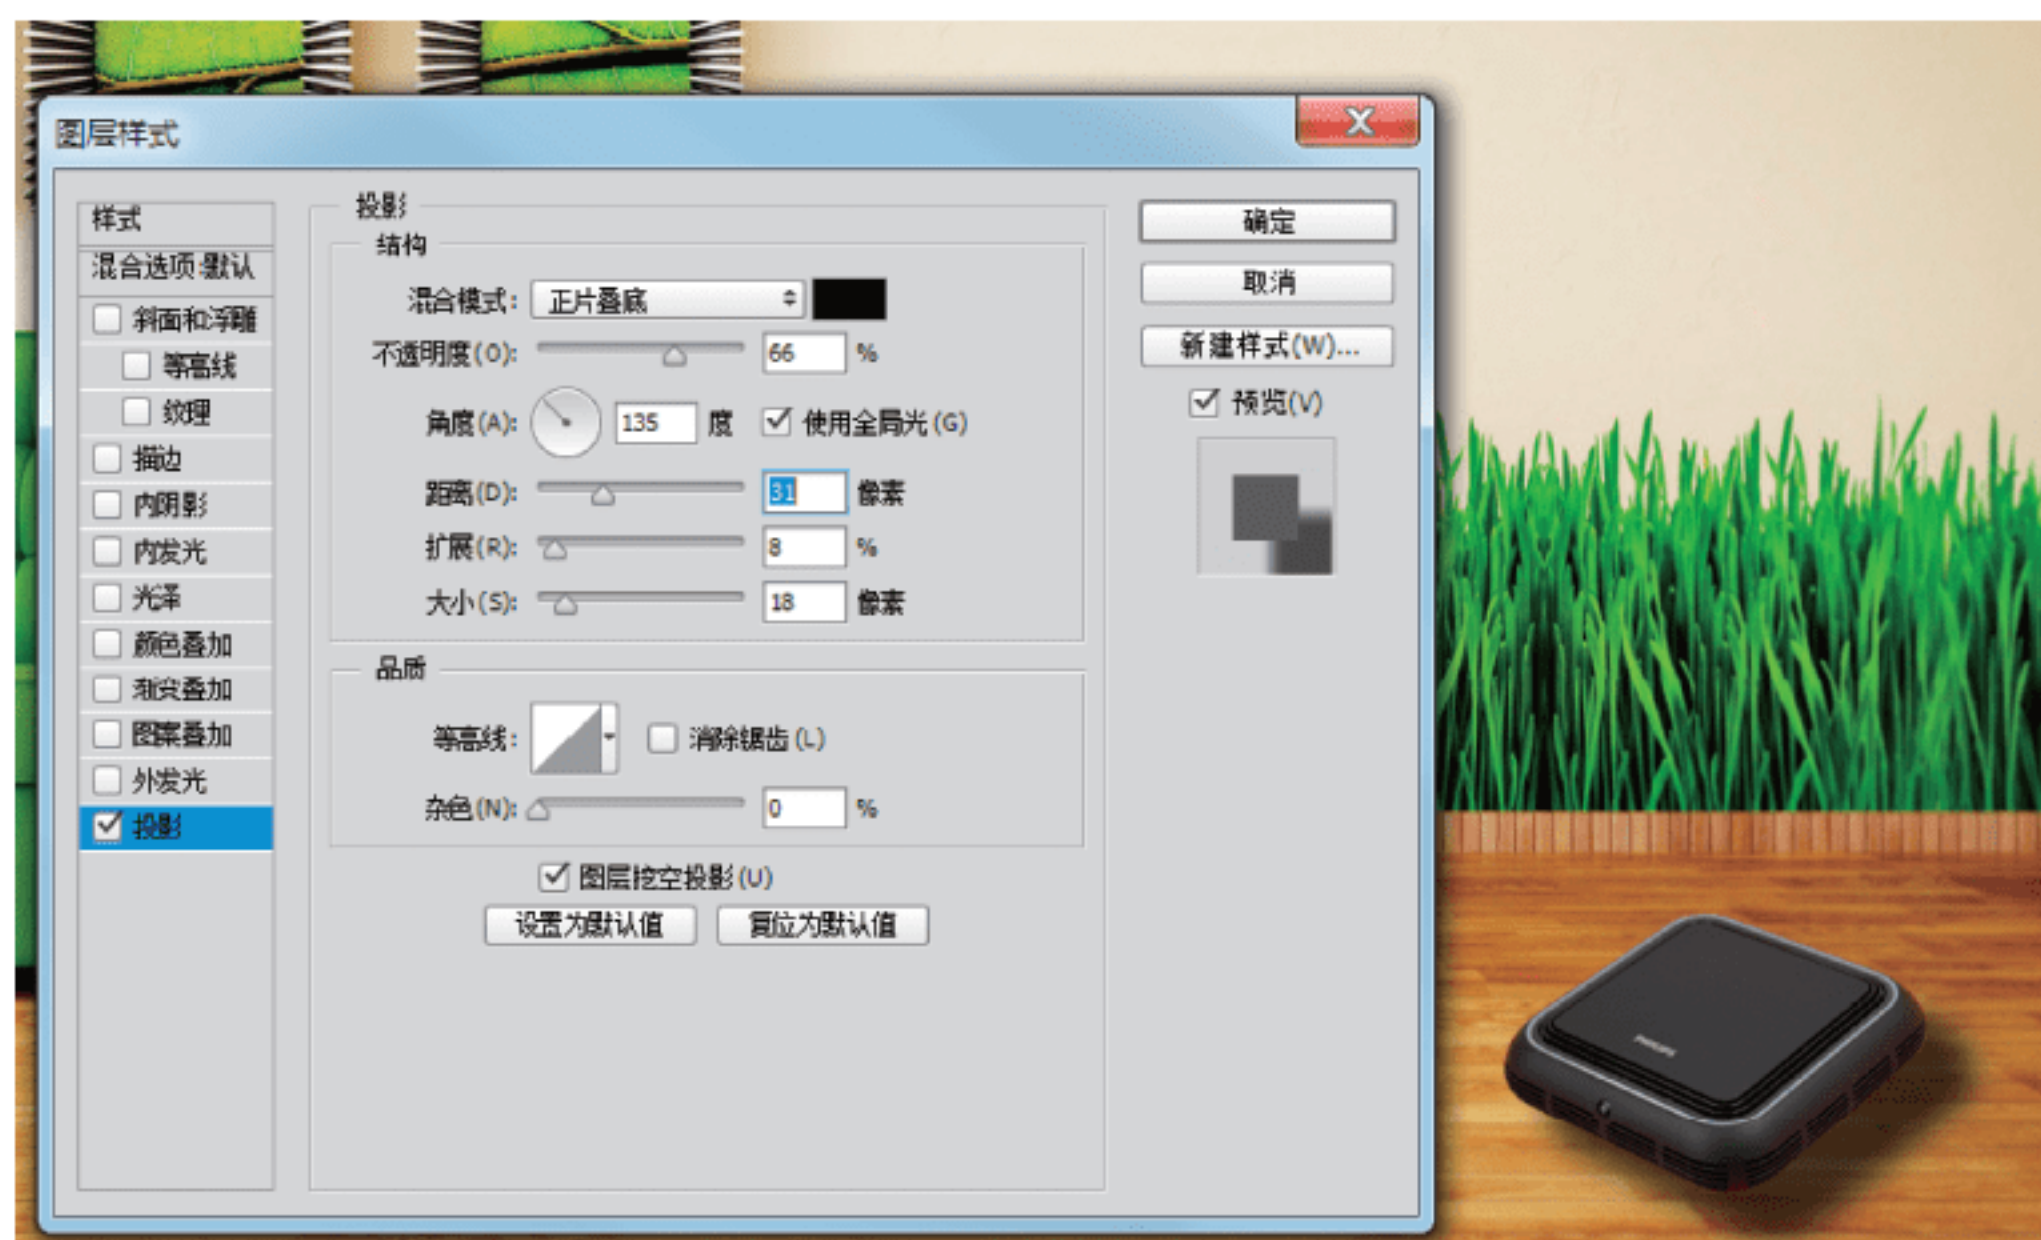 图层样式
样式
混合选项:默认
斜面和浮雕
等高线
纹理
描边
内阴影
内发光
光泽
颜色叠加
渐变叠加
图案叠加
外发光
投影
投影
结构
混合模式: 正片叠底
不透明度(O): 66 %
角度(A): 135 度 使用全局光(G)
距离(D): 31 像素
扩展(R): 8 %
大小(S): 18 像素
品质
等高线: 消除锯齿(L)
杂色(N): 0 %
图层挖空投影(U)
设置为默认值 复位为默认值
确定
取消
新建样式(W)...
预览(V)
PHILIPS